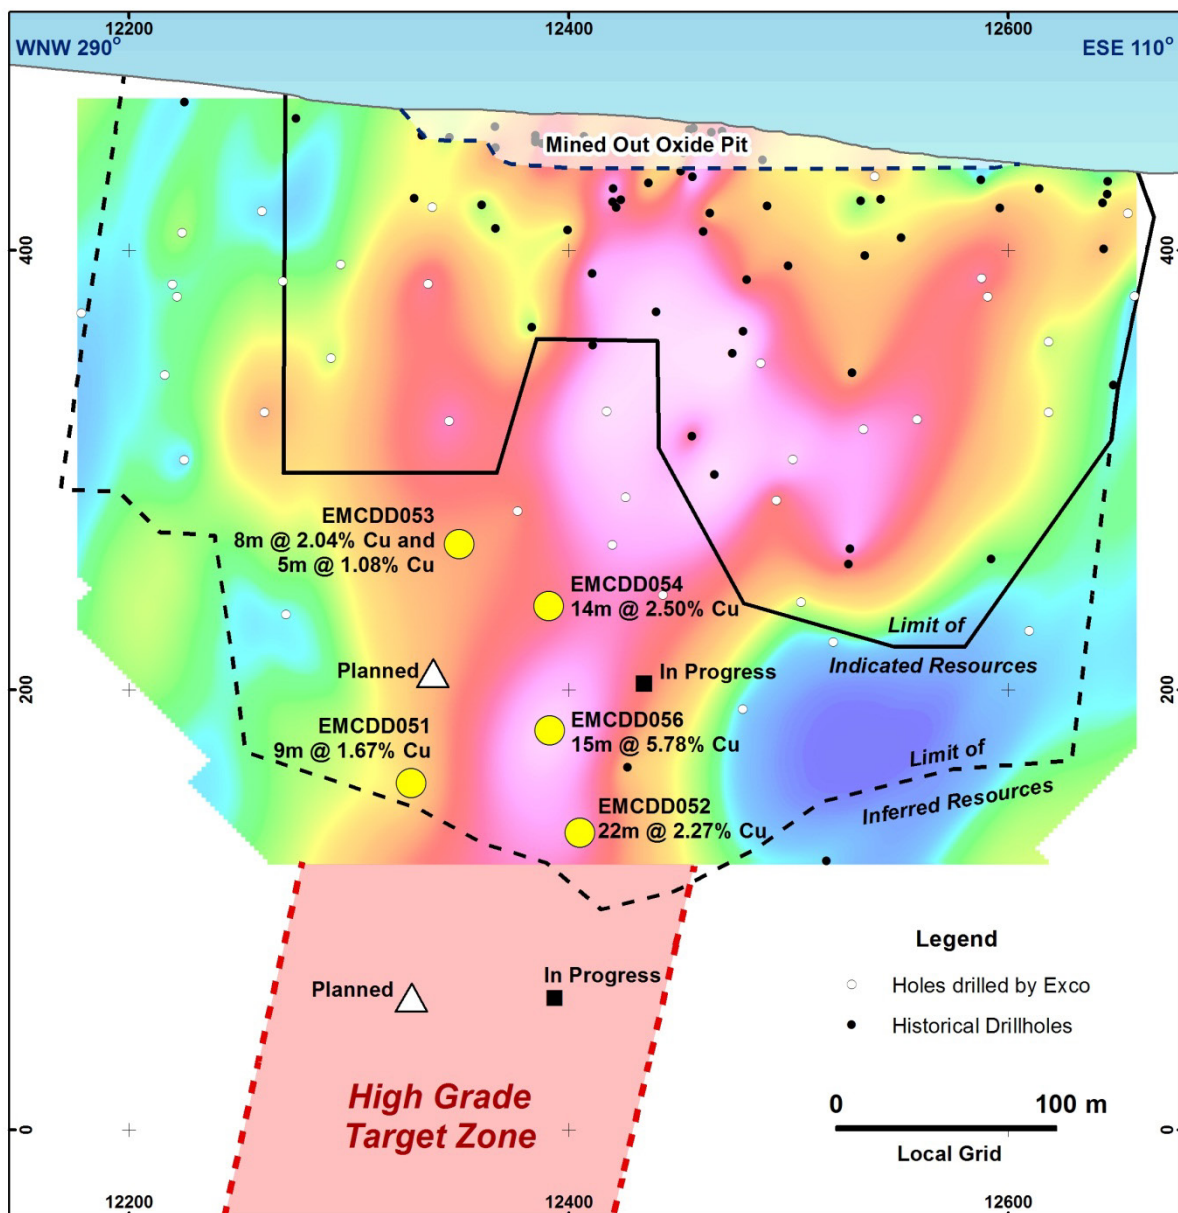 12200
12400
12600
WNW 290°
ESE 110°
Mined Out Oxide Pit
400
400
EMCDD053
8m @ 2.04% Cu and
5m @ 1.08% Cu
EMCDD054
14m @ 2.50% Cu
Limit of
Indicated Resources
Planned
In Progress
200
200
EMCDD051
9m @ 1.67% Cu
EMCDD056
15m @ 5.78% Cu
Limit of
Inferred Resources
EMCDD052
22m @ 2.27% Cu
Legend
Holes drilled by Exco
Historical Drillholes
Planned
In Progress
High Grade
Target Zone
0
100 m
Local Grid
0
0
12200
12400
12600